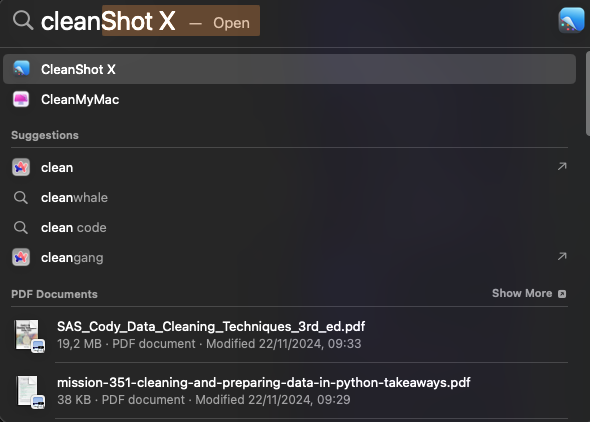 cleanShot X — Open
CleanShot X
CleanMyMac
Suggestions
clean
cleanwhale
clean code
cleangang
PDF Documents Show More
SAS_Cody_Data_Cleaning_Techniques_3rd_ed.pdf
19,2 MB · PDF document · Modified 22/11/2024, 09:33
mission-351-cleaning-and-preparing-data-in-python-takeaways.pdf
38 KB · PDF document · Modified 22/11/2024, 09:29